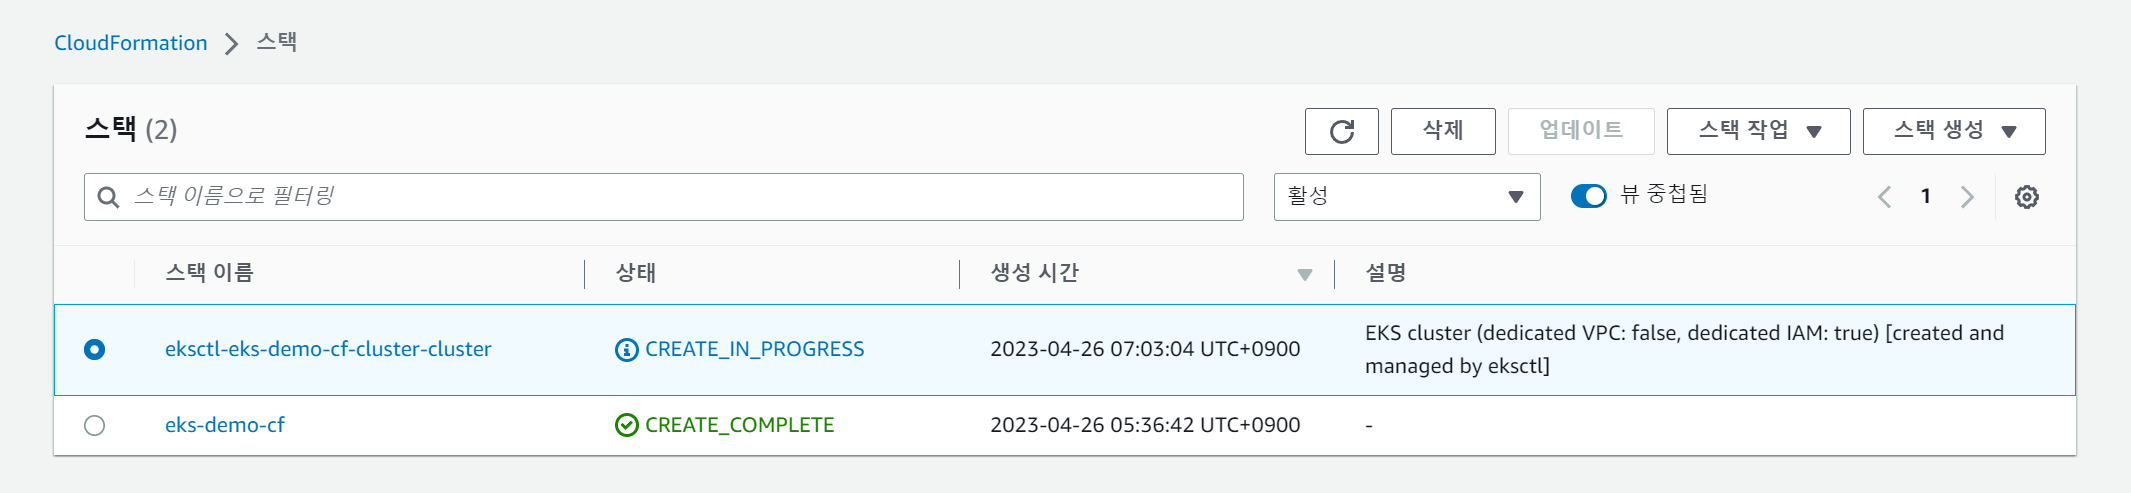 CloudFormation > 스택
스택 (2)
삭제
업데이트
스택 작업
스택 생성
스택 이름으로 필터링
활성
뷰 중첩됨
1
스택 이름 상태 생성 시간 설명
eksctl-eks-demo-cf-cluster-cluster CREATE_IN_PROGRESS 2023-04-26 07:03:04 UTC+0900 EKS cluster (dedicated VPC: false, dedicated IAM: true) [created and
managed by eksctl]
eks-demo-cf CREATE_COMPLETE 2023-04-26 05:36:42 UTC+0900 -